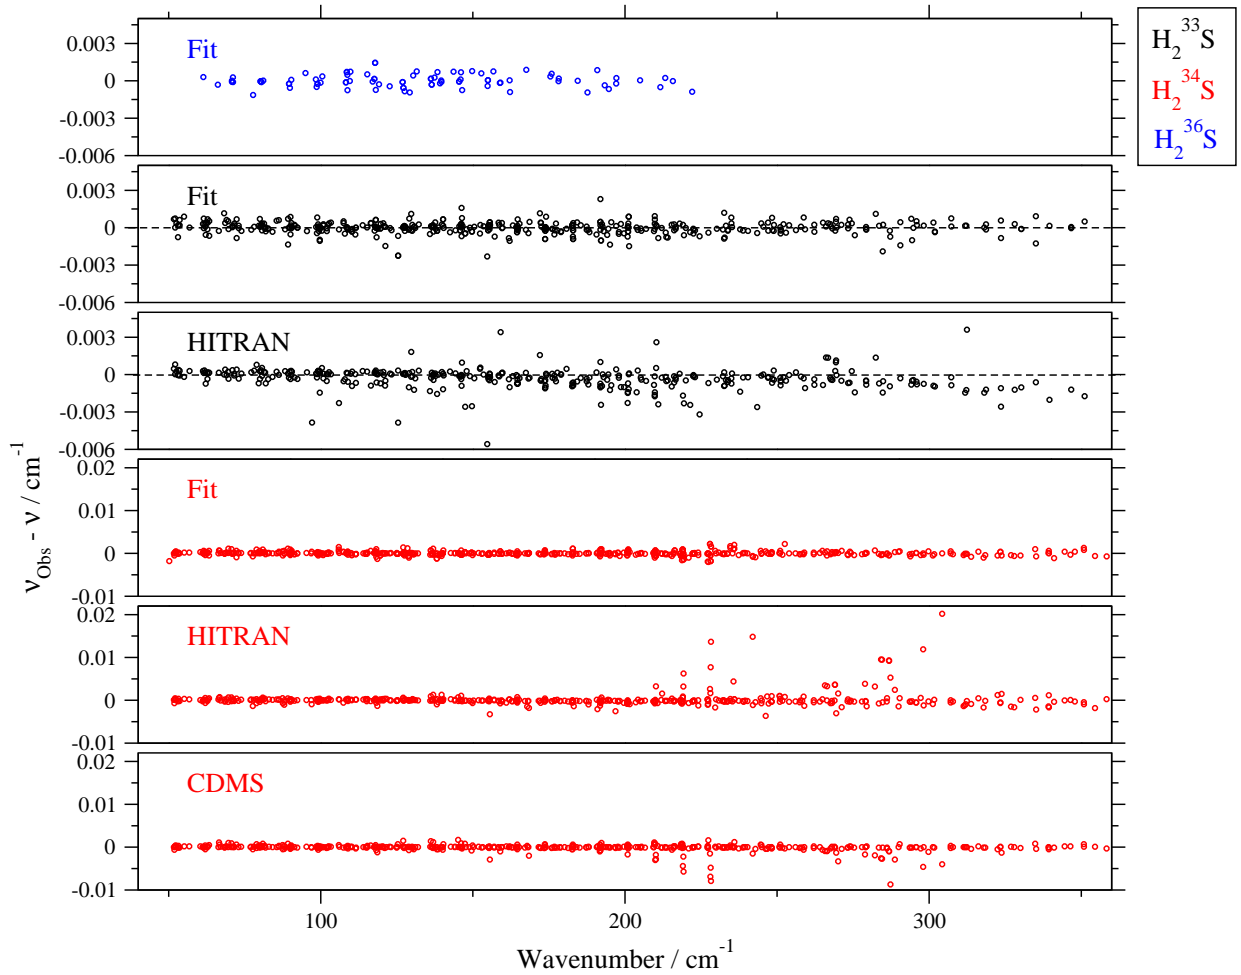 Fit
0.003
0
-0.003
-0.006
Fit
0.003
0
-0.003
-0.006
HITRAN
0.003
0
-0.003
-0.006
Fit
0.02
0.01
0
-0.01
HITRAN
0.02
0.01
0
-0.01
CDMS
0.02
0.01
0
-0.01
100 200 300
Wavenumber / cm⁻¹
ν_Obs - ν / cm⁻¹
H₂³³S
H₂³⁴S
H₂³⁶S